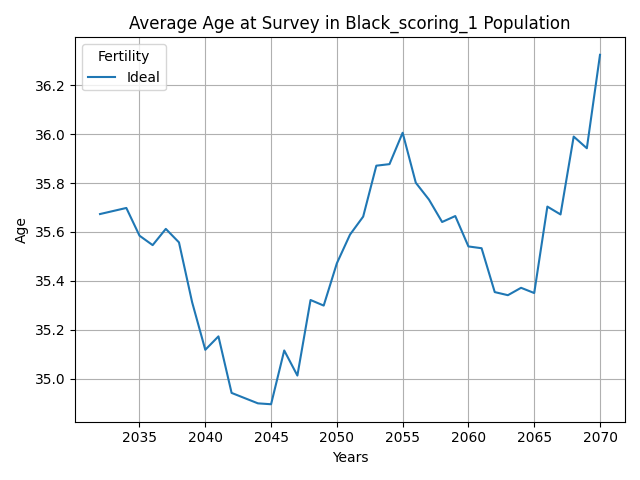 Average Age at Survey in Black_scoring_1 Population
Fertility
Ideal
36.2
36.0
35.8
35.6
35.4
35.2
35.0
Age
2035 2040 2045 2050 2055 2060 2065 2070
Years